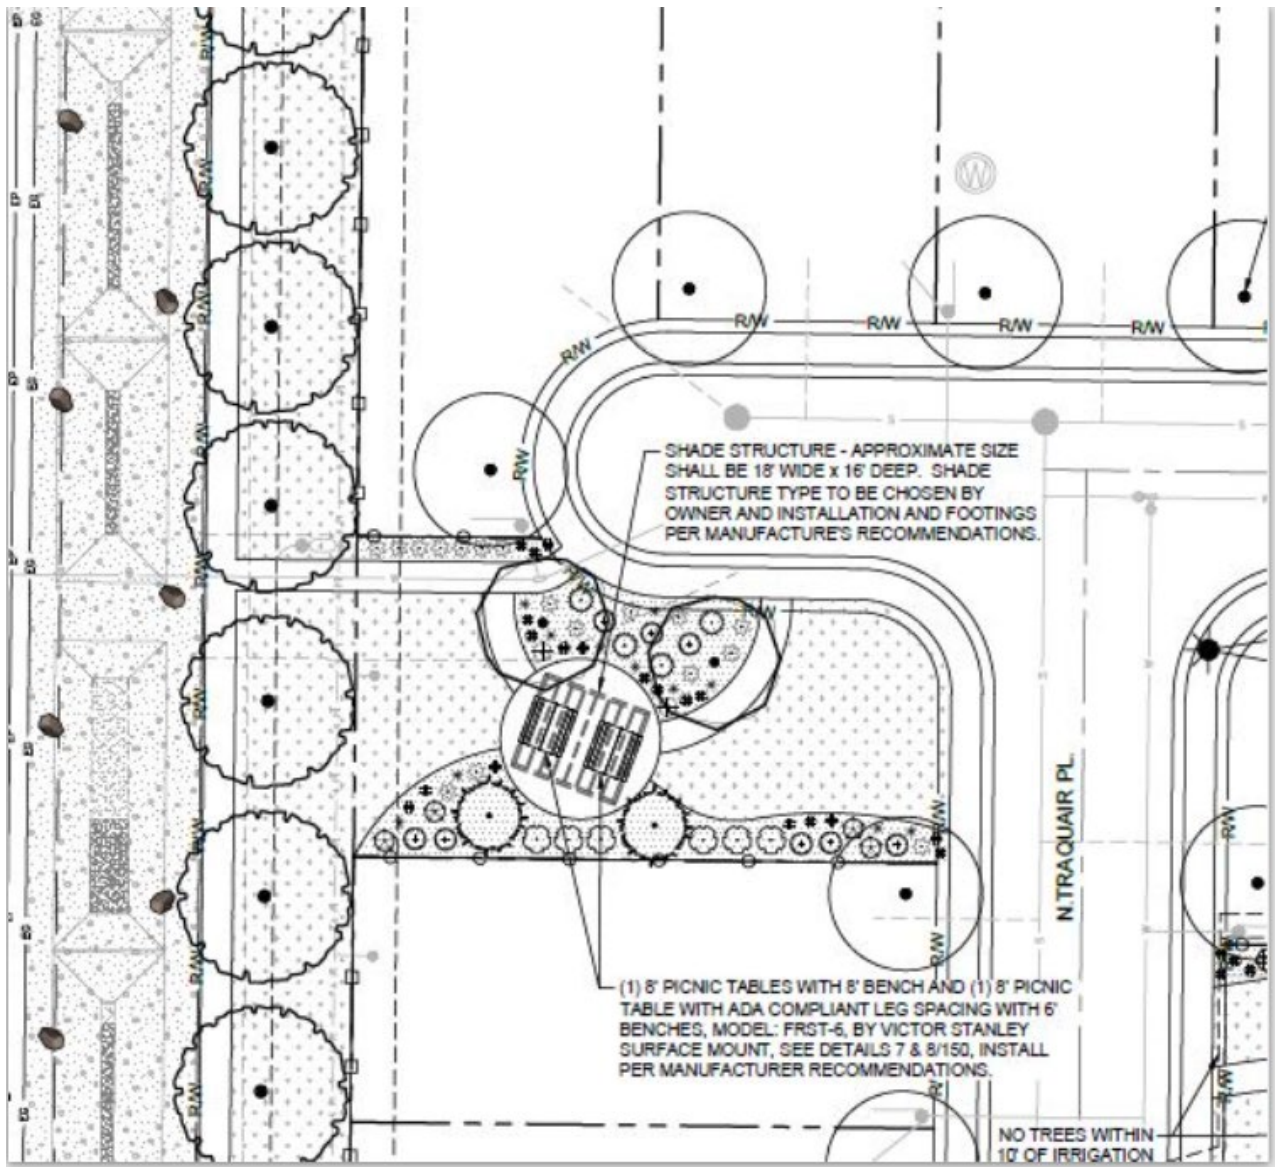 W
R/W
R/W
R/W
R/W
R/W
R/W
SHADE STRUCTURE - APPROXIMATE SIZE
SHALL BE 18' WIDE x 16' DEEP. SHADE
STRUCTURE TYPE TO BE CHOSEN BY
OWNER AND INSTALLATION AND FOOTINGS
PER MANUFACTURE'S RECOMMENDATIONS.
R/W
R/W
N.TRAQUAIR PL.
R/W
R/W
R/W
(1) 8' PICNIC TABLES WITH 8' BENCH AND (1) 8' PICNIC
TABLE WITH ADA COMPLIANT LEG SPACING WITH 6'
BENCHES, MODEL: FRST-6, BY VICTOR STANLEY
SURFACE MOUNT, SEE DETAILS 7 & 8/150, INSTALL
PER MANUFACTURER RECOMMENDATIONS.
R/W
R/W
NO TREES WITHIN
10' OF IRRIGATION
R/W
R/W
R/W
R/W
R/W
R/W
R/W
R/W
R/W